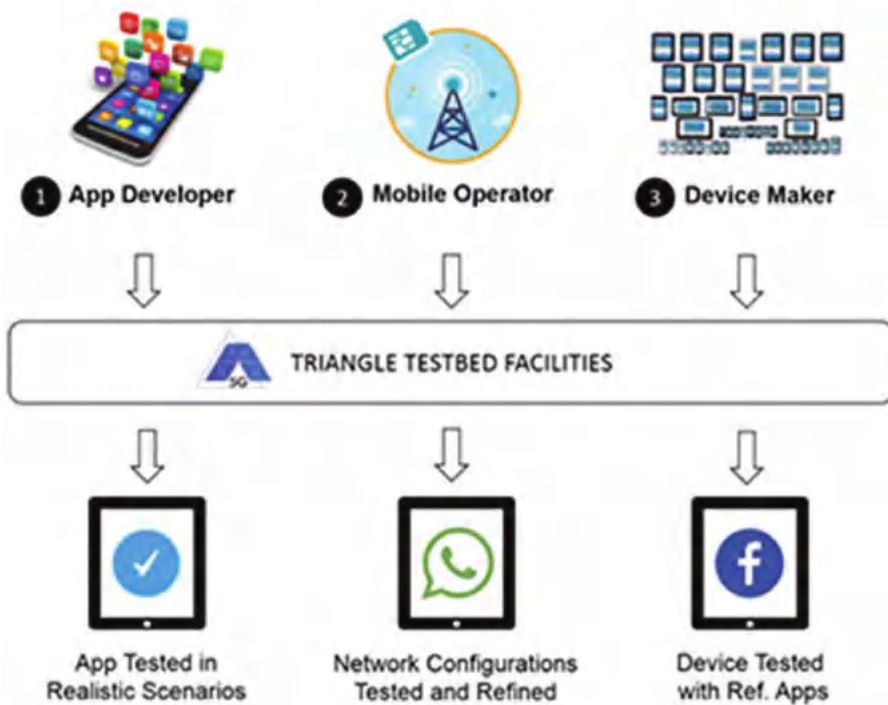 1 App Developer
2 Mobile Operator
3 Device Maker
5G
TRIANGLE TESTBED FACILITIES
App Tested in
Realistic Scenarios
Network Configurations
Tested and Refined
Device Tested
with Ref. Apps